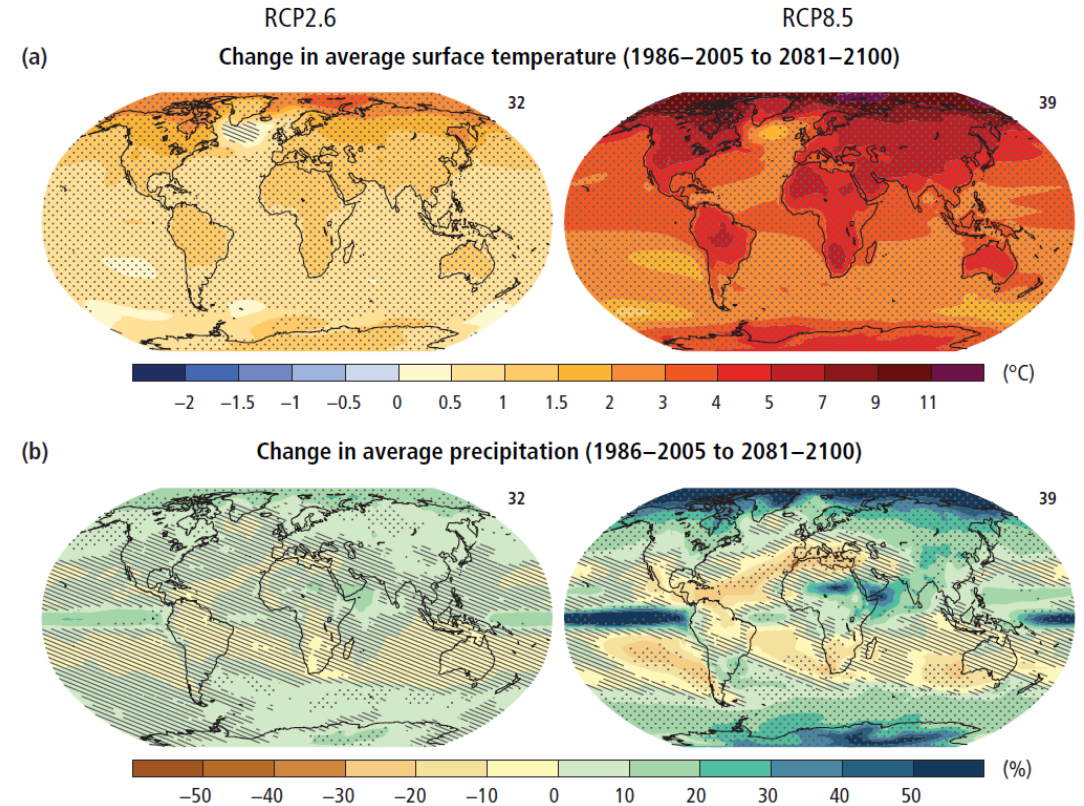 RCP2.6 RCP8.5
(a) Change in average surface temperature (1986–2005 to 2081–2100)
32 39
(°C)
–2 –1.5 –1 –0.5 0 0.5 1 1.5 2 3 4 5 7 9 11
(b) Change in average precipitation (1986–2005 to 2081–2100)
32 39
(%)
–50 –40 –30 –20 –10 0 10 20 30 40 50